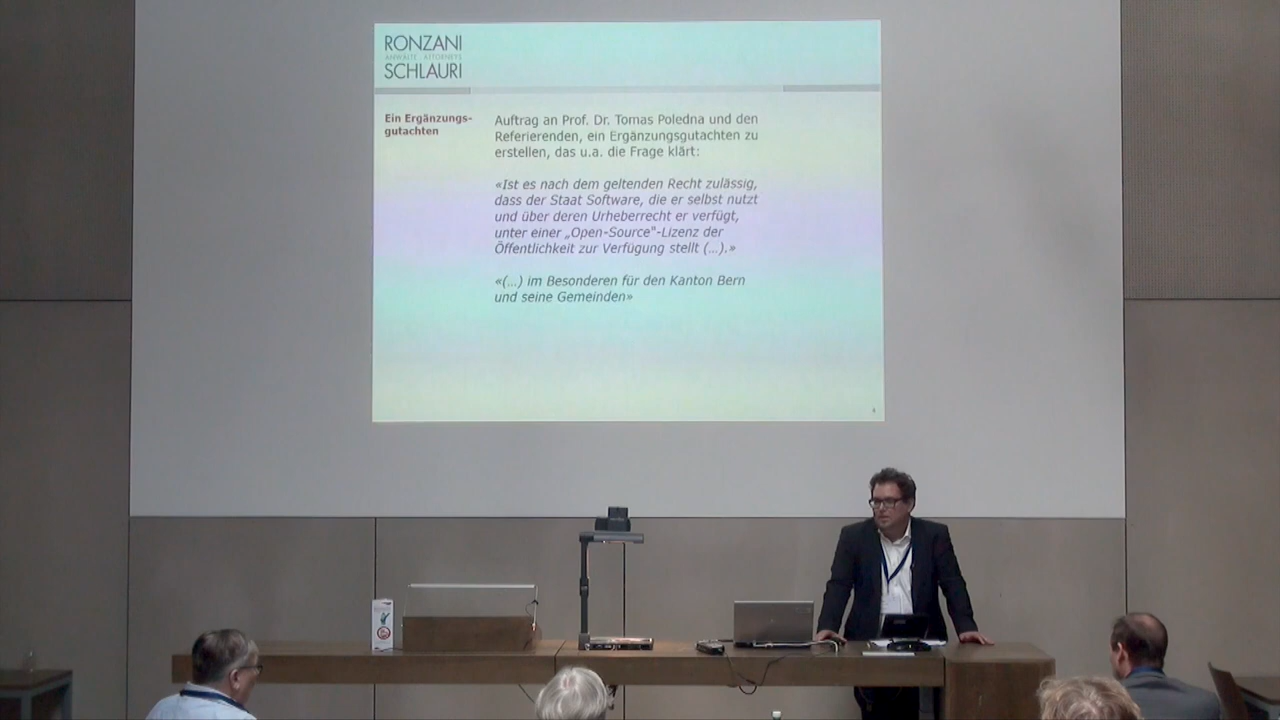 RONZANI
ANWÄLTE ATTORNEYS
SCHLAURI
Ein Ergänzungs-
gutachten
Auftrag an Prof. Dr. Tomas Poledna und den
Referierenden, ein Ergänzungsgutachten zu
erstellen, das u.a. die Frage klärt:
«Ist es nach dem geltenden Recht zulässig,
dass der Staat Software, die er selbst nutzt
und über deren Urheberrecht er verfügt,
unter einer „Open-Source"-Lizenz der
Öffentlichkeit zur Verfügung stellt (…).»
«(…) im Besonderen für den Kanton Bern
und seine Gemeinden»